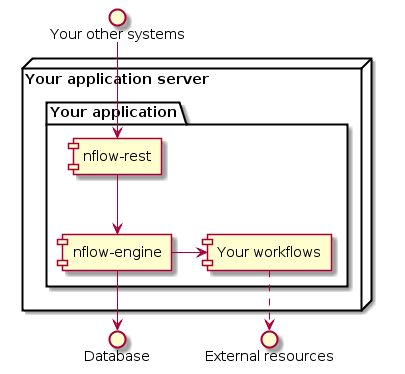 Your other systems
Your application server
Your application
nflow-rest
nflow-engine
Your workflows
Database
External resources